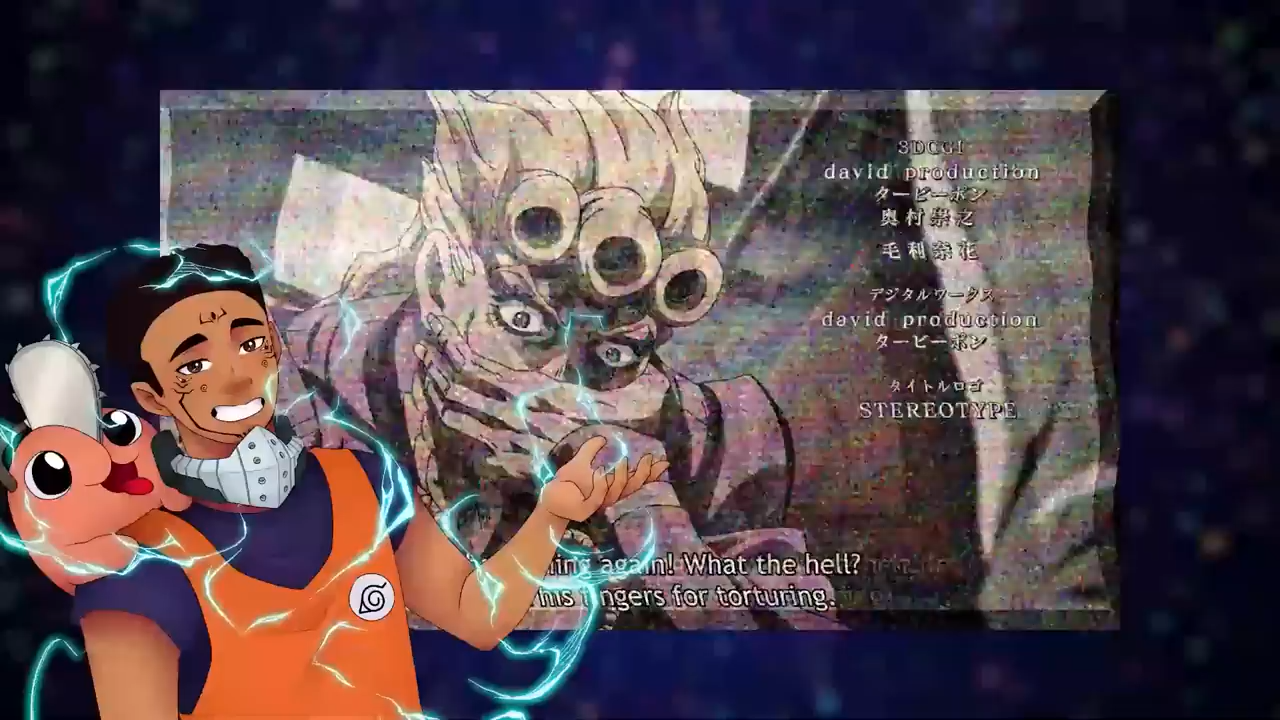 3DCGI
david production
タービーポン
奥村崇之
毛利奈花
デジタルワークス
david production
タービーポン
タイトルロゴ
STEREOTYPE
again! What the hell?
his fingers for torturing.